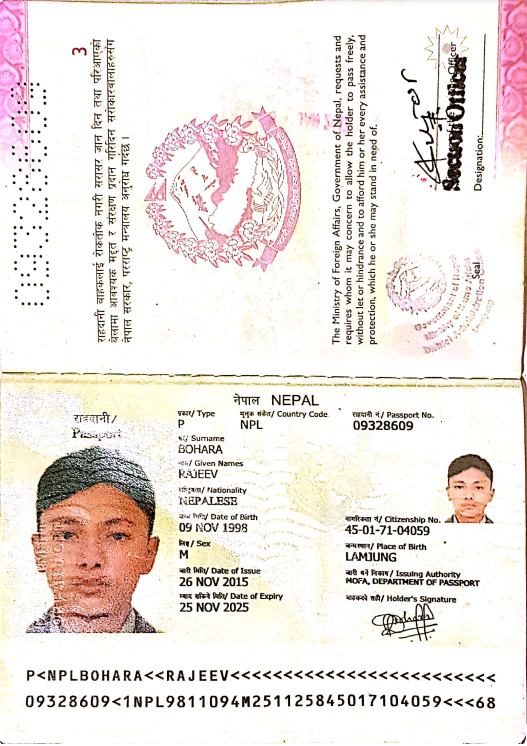 3
राहदानी वाहकलाई रोकतोक नगरी सरासर जान दिन तथा परिआएको
बेलामा आवश्यक मद्दत र संरक्षण प्रदान गरिदिन सरोकारवालाहरुसंग
नेपाल सरकार, परराष्ट्र मन्त्रालय अनुरोध गर्दछ ।
The Ministry of Foreign Affairs, Government of Nepal, requests and
requires whom it may concern to allow the holder to pass freely,
without let or hindrance and to afford him or her every assistance and
protection, which he or she may stand in need of.
Seal
Officer
Section Officer
Designation:
नेपाल NEPAL
राहदानी/
Passport
प्रकार/ Type
P
मुलुक संकेत/ Country Code
NPL
राहदानी नं/ Passport No.
09328609
थर/ Surname
BOHARA
नाम/ Given Names
RAJEEV
राष्ट्रियता/ Nationality
NEPALESE
जन्म मिति/ Date of Birth
09 NOV 1998
नागरिकता नं/ Citizenship No.
45-01-71-04059
लिङ्ग/ Sex
M
जन्मस्थान/ Place of Birth
LAMJUNG
जारी मिति/ Date of Issue
26 NOV 2015
जारी गर्ने निकाय/ Issuing Authority
MOFA, DEPARTMENT OF PASSPORT
म्याद सकिने मिति/ Date of Expiry
25 NOV 2025
वाहकको सही/ Holder's Signature
P<NPLBOHARA<<RAJEEV<<<<<<<<<<<<<<<<<<<<<<<<<
09328609<1NPL9811094M251125845017104059<<<68